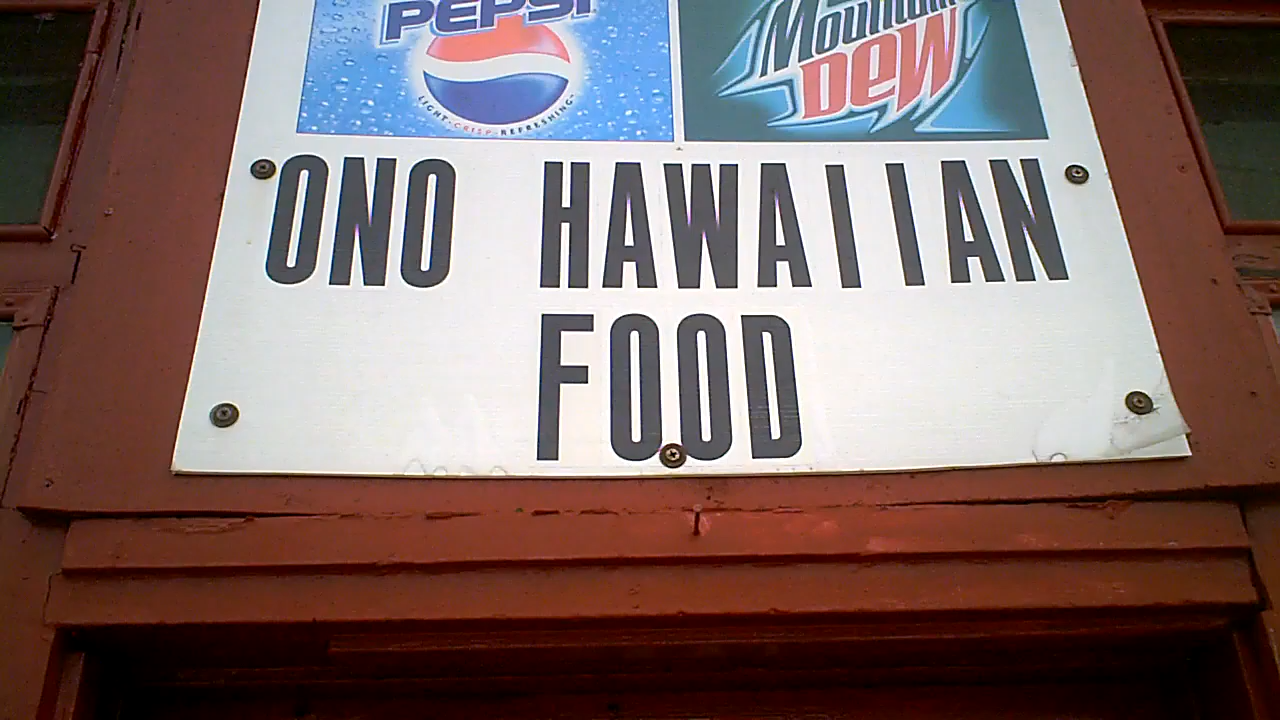 PEPSI
LIGHT · CRISP · REFRESHING
Mountain
DEW
ONO HAWAIIAN
FOOD